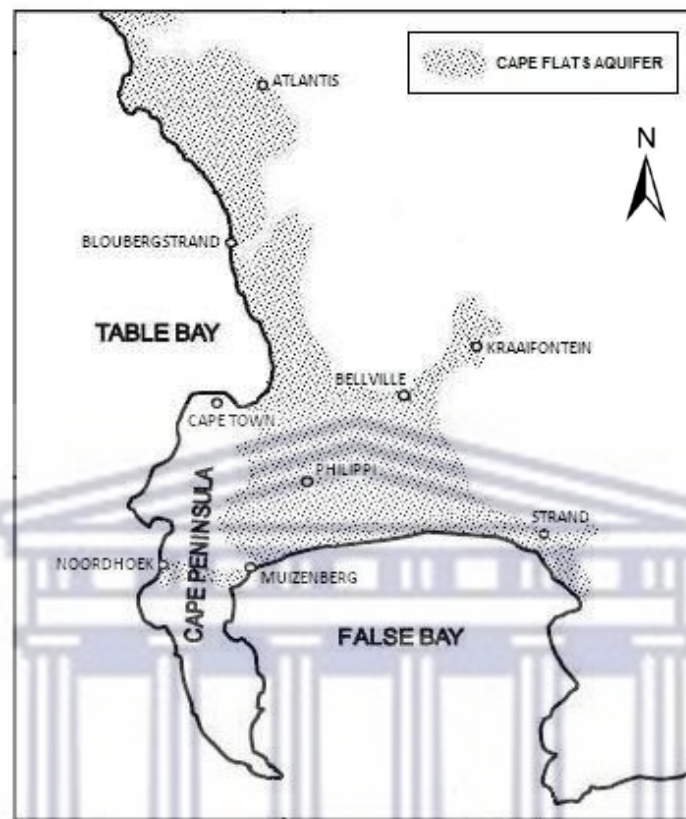 CAPE FLATS AQUIFER
ATLANTIS
N
BLOUBERGSTRAND
TABLE BAY
KRAAIFONTEIN
BELLVILLE
CAPE TOWN
PHILIPPI
STRAND
NOORDHOEK
CAPE PENINSULA
MUIZENBERG
FALSE BAY